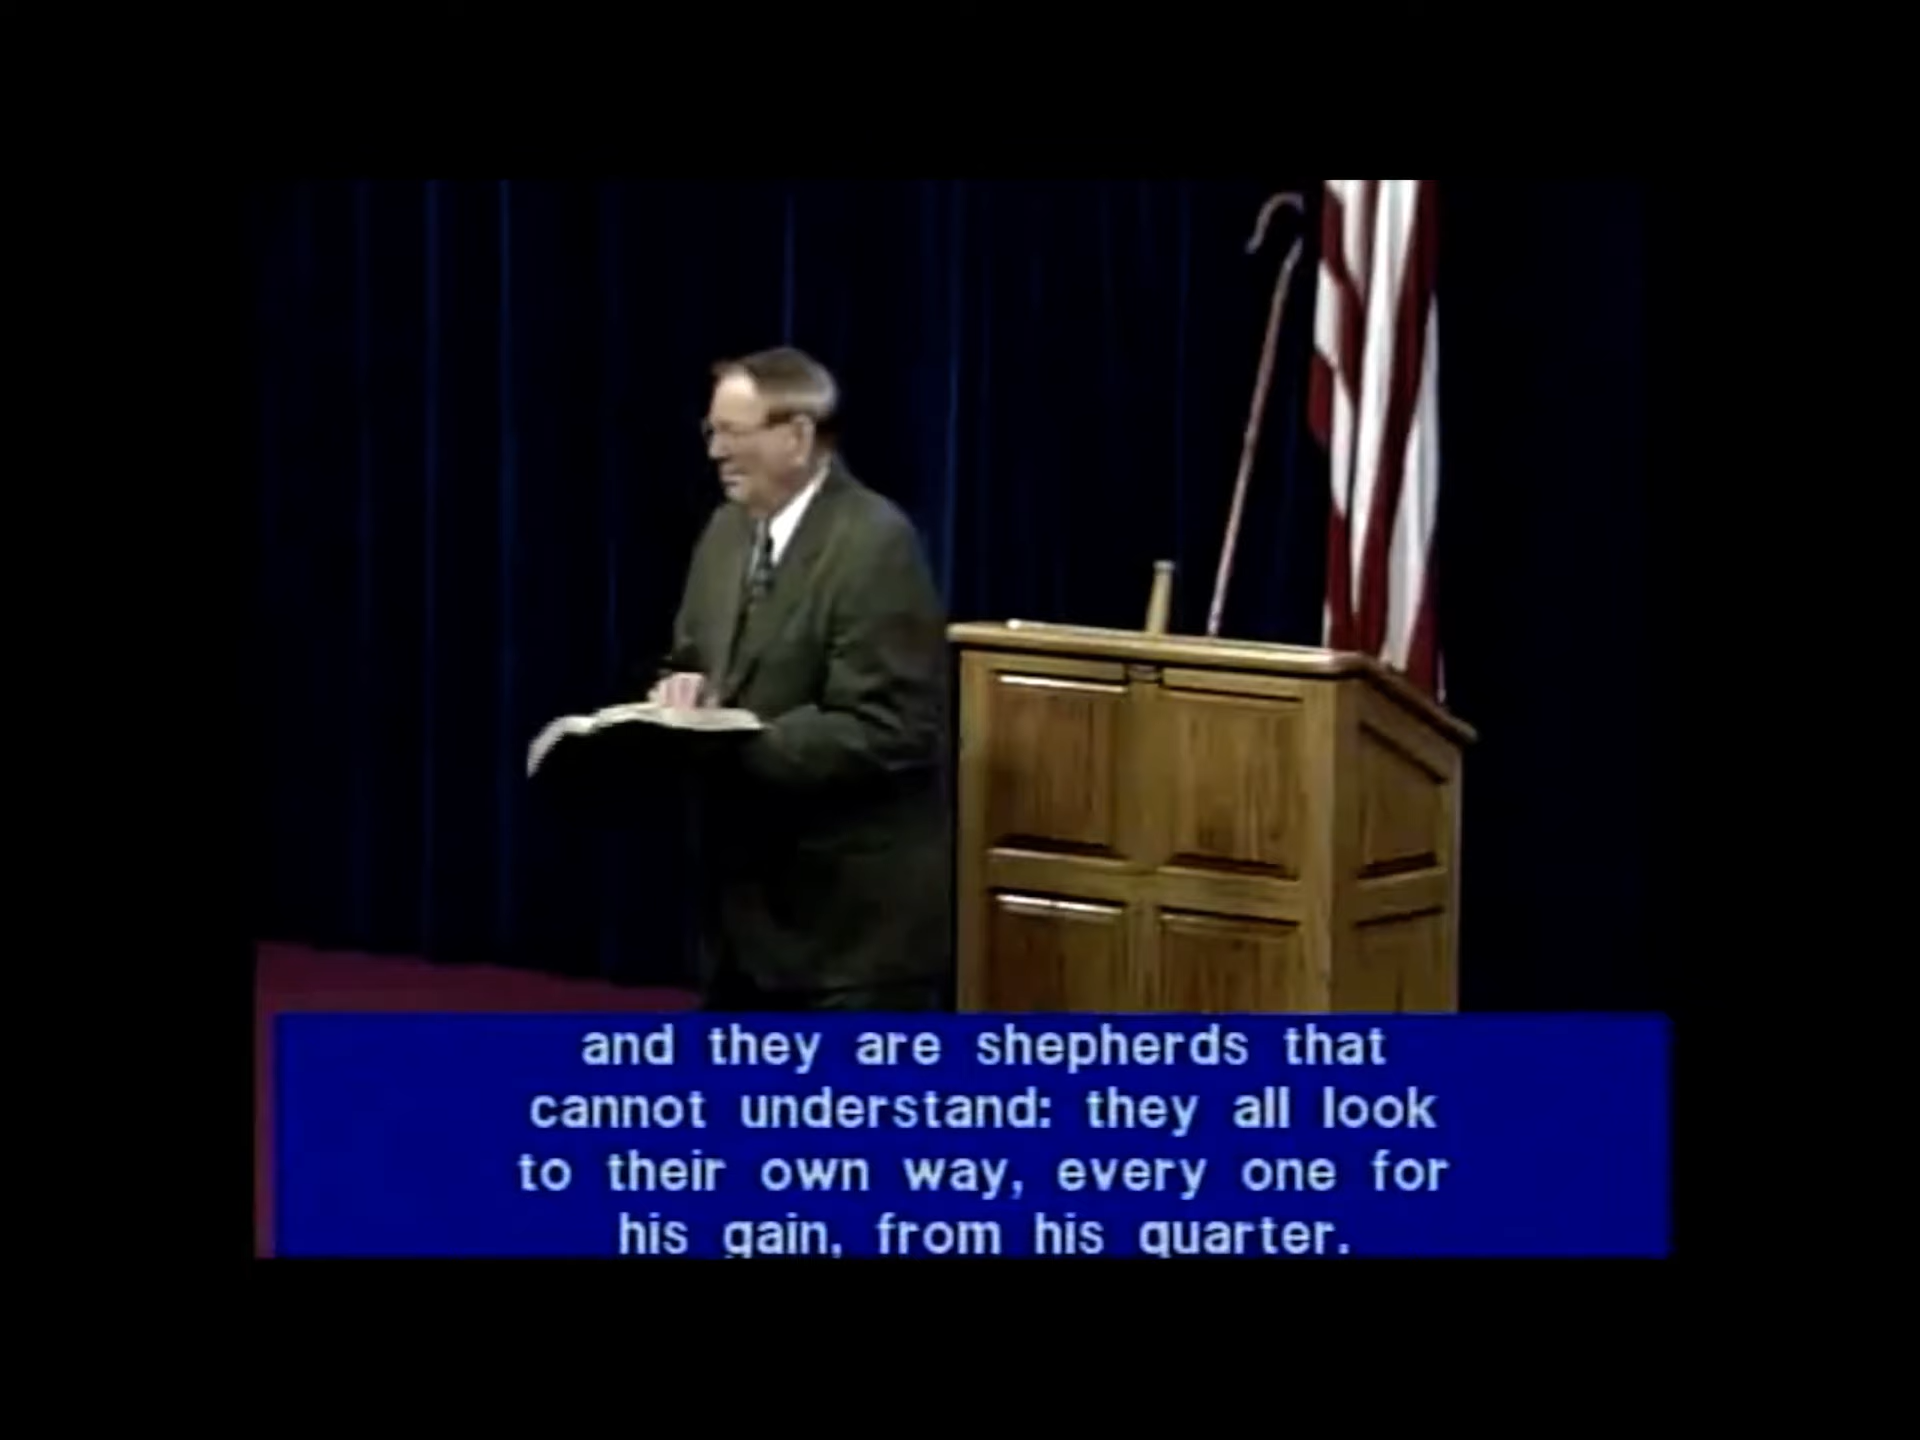 and they are shepherds that
cannot understand: they all look
to their own way, every one for
his gain, from his quarter.